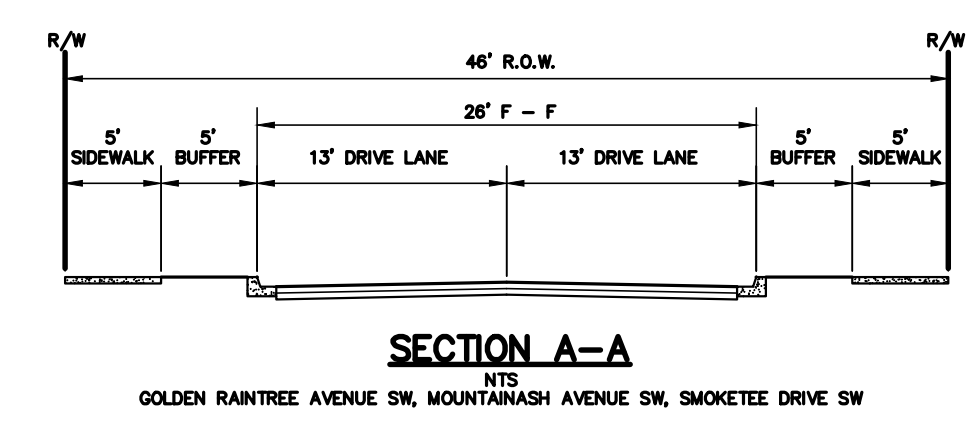 R/W R/W
46' R.O.W.
26' F - F
5' 5' 5' 5'
SIDEWALK BUFFER 13' DRIVE LANE 13' DRIVE LANE BUFFER SIDEWALK
SECTION A-A
NTS
GOLDEN RAINTREE AVENUE SW, MOUNTAINASH AVENUE SW, SMOKETEE DRIVE SW